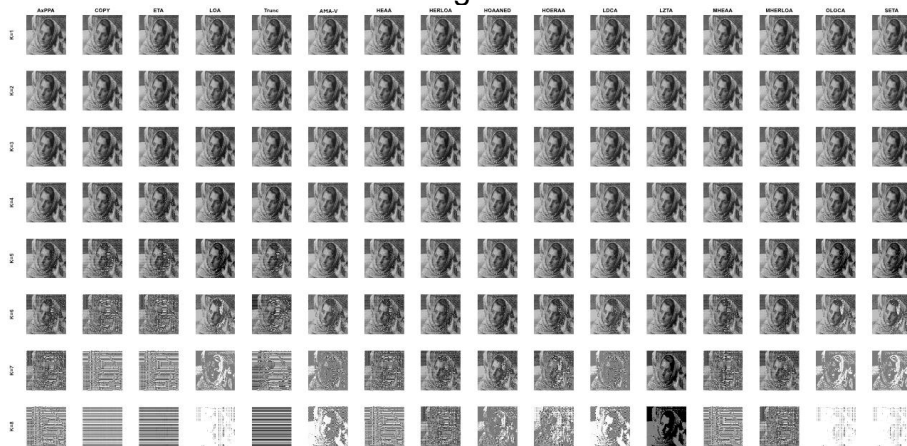 AxPPA COPY ETA LOA Trunc AMA-V HEAA HERLOA HOAANED HOERAA LDCA LZTA MHEAA MHERLOA OLOCA SETA
K=1
K=2
K=3
K=4
K=5
K=6
K=7
K=8